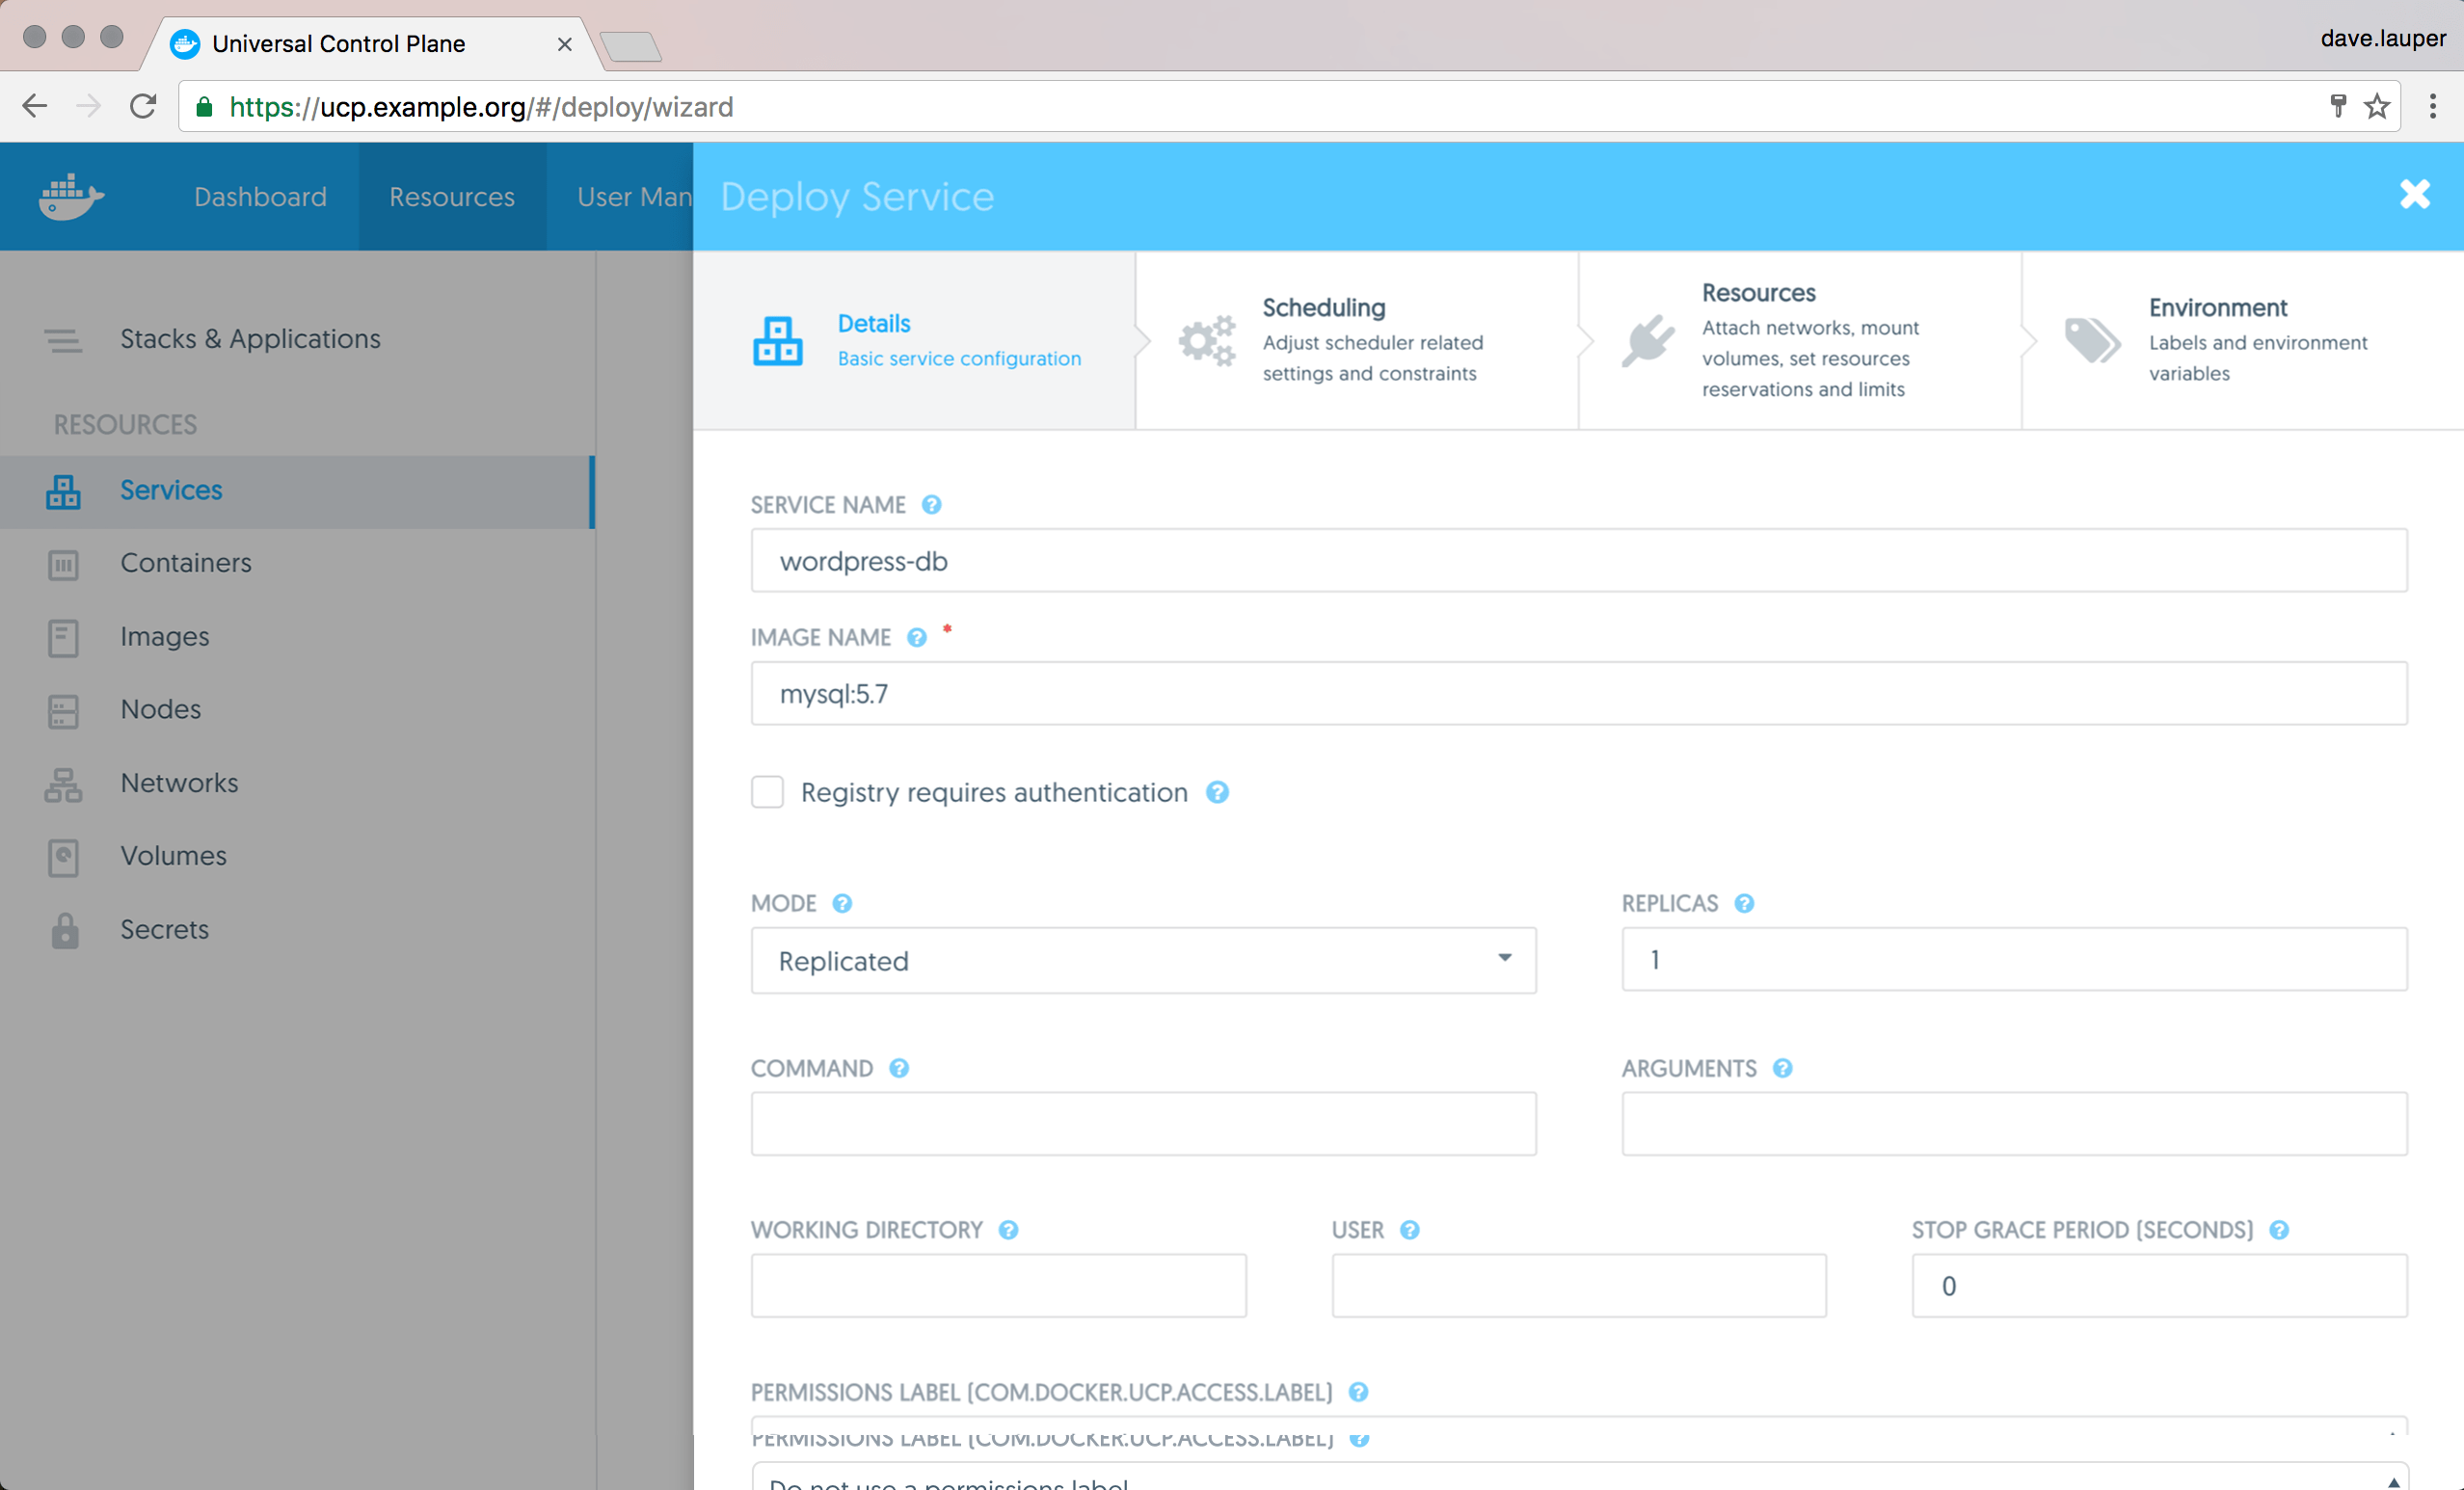 Universal Control Plane
dave.lauper
https://ucp.example.org/#/deploy/wizard
Dashboard
Resources
User Man
Deploy Service
Stacks & Applications
RESOURCES
Services
Containers
Images
Nodes
Networks
Volumes
Secrets
Details
Basic service configuration
Scheduling
Adjust scheduler related
settings and constraints
Resources
Attach networks, mount
volumes, set resources
reservations and limits
Environment
Labels and environment
variables
SERVICE NAME ?
wordpress-db
IMAGE NAME ? *
mysql:5.7
Registry requires authentication ?
MODE ?
Replicated
REPLICAS ?
1
COMMAND ?
ARGUMENTS ?
WORKING DIRECTORY ?
USER ?
STOP GRACE PERIOD (SECONDS) ?
0
PERMISSIONS LABEL (COM.DOCKER.UCP.ACCESS.LABEL) ?
PERMISSIONS LABEL (COM.DOCKER.UCP.ACCESS.LABEL) ?
Do not use a permissions label